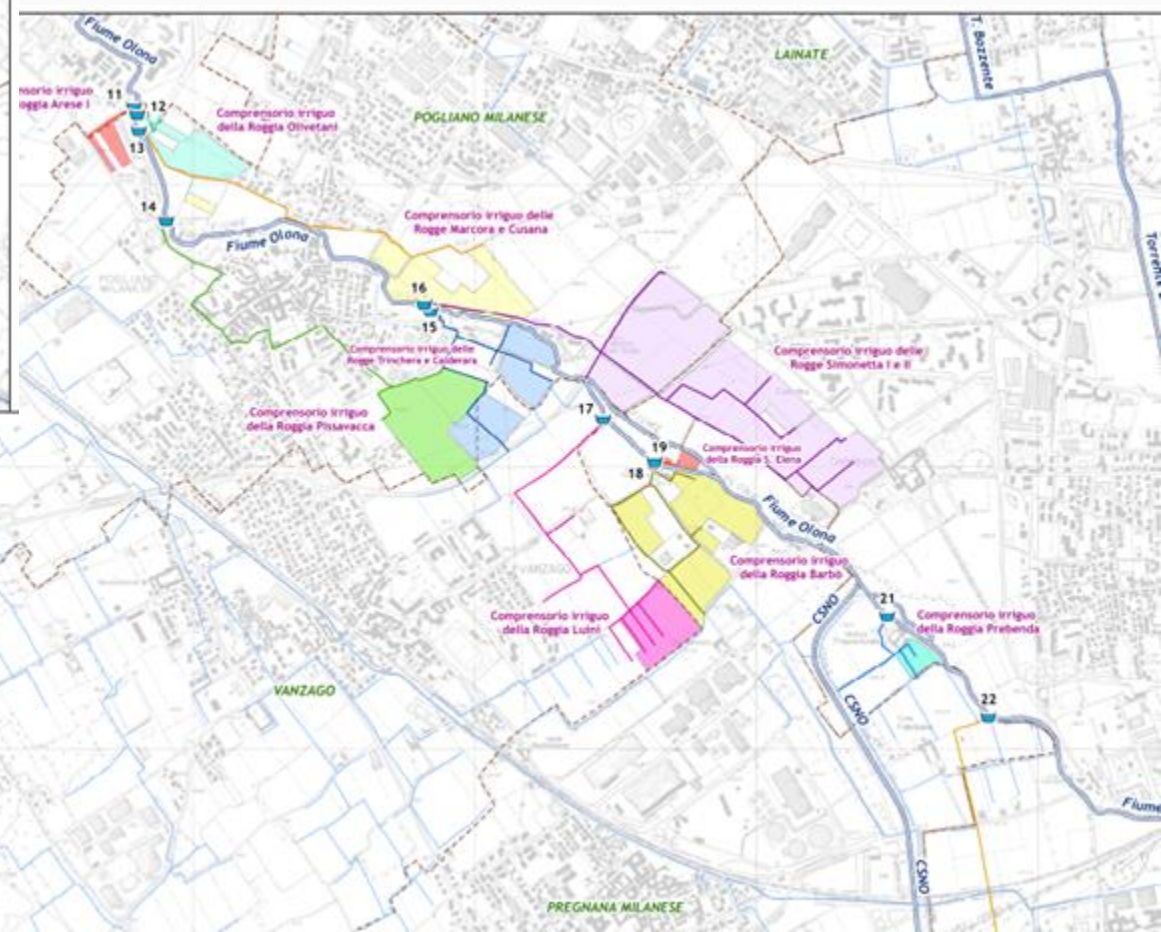 Fiume Olona
T. Bozzente
LAINATE
nsorio irriguo
oggia Arese I
11
12
13
Comprensorio irriguo
della Roggia Olivetani
POGLIANO MILANESE
14
Fiume Olona
Comprensorio irriguo delle
Rogge Marcora e Cusana
Torrente
POGLIANO
16
15
Comprensorio irriguo delle
Rogge Trinchera e Calderara
Comprensorio irriguo delle
Rogge Simonetta I e II
Comprensorio irriguo
della Roggia Pissavacca
17
19
18
Comprensorio irriguo
della Roggia S. Elena
Fiume Olona
VANZAGO
Comprensorio irriguo
della Roggia Barbo
Comprensorio irriguo
della Roggia Luini
CSNO
21
Comprensorio irriguo
della Roggia Prebenda
VANZAGO
CSNO
22
Fiume
CSNO
PREGNANA MILANESE